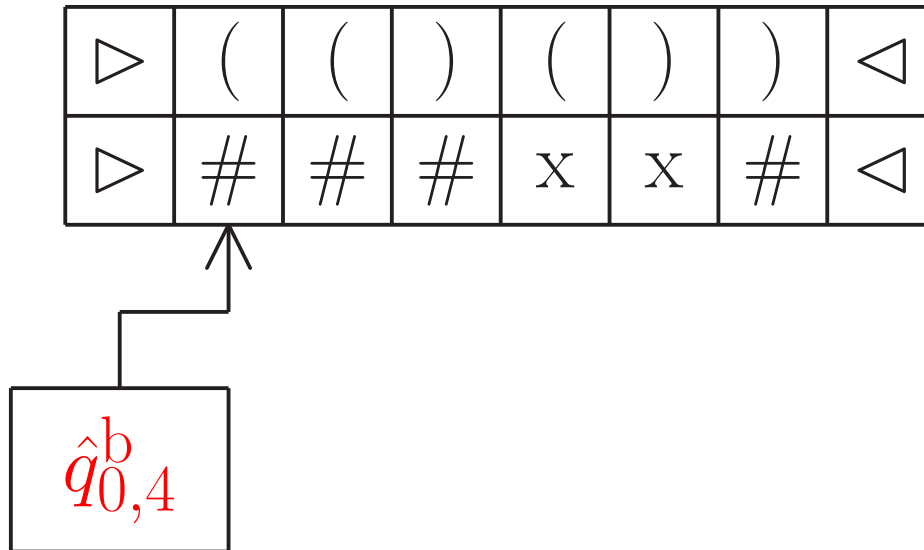 ▷ ( ( ) ( ) ) ◁
▷ # # # x x # ◁
q̂^b_{0,4}